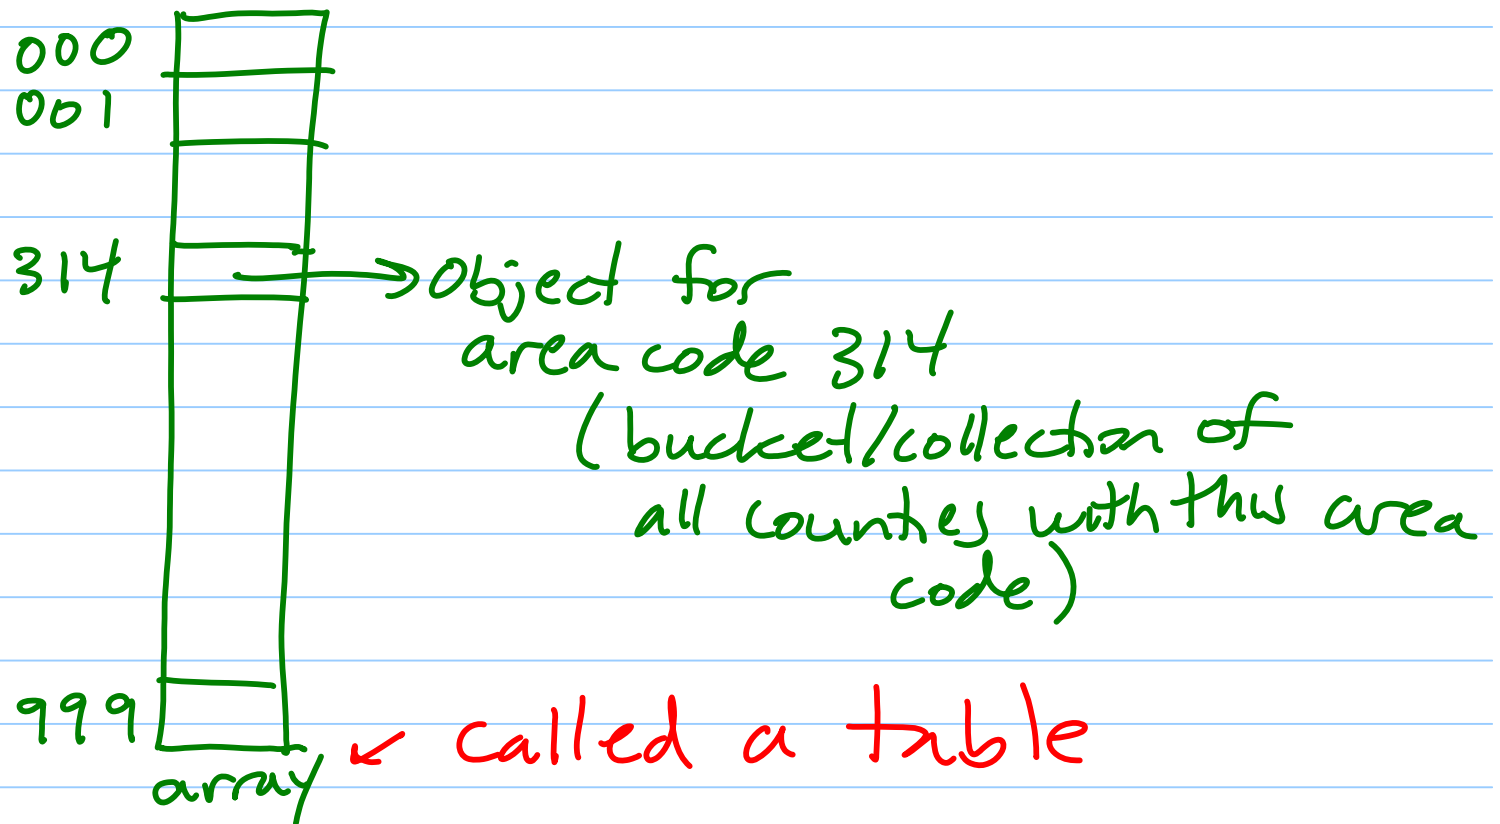 000
001
314
Object for
area code 314
(bucket/collection of
all counties with this area
code)
999
called a table
array